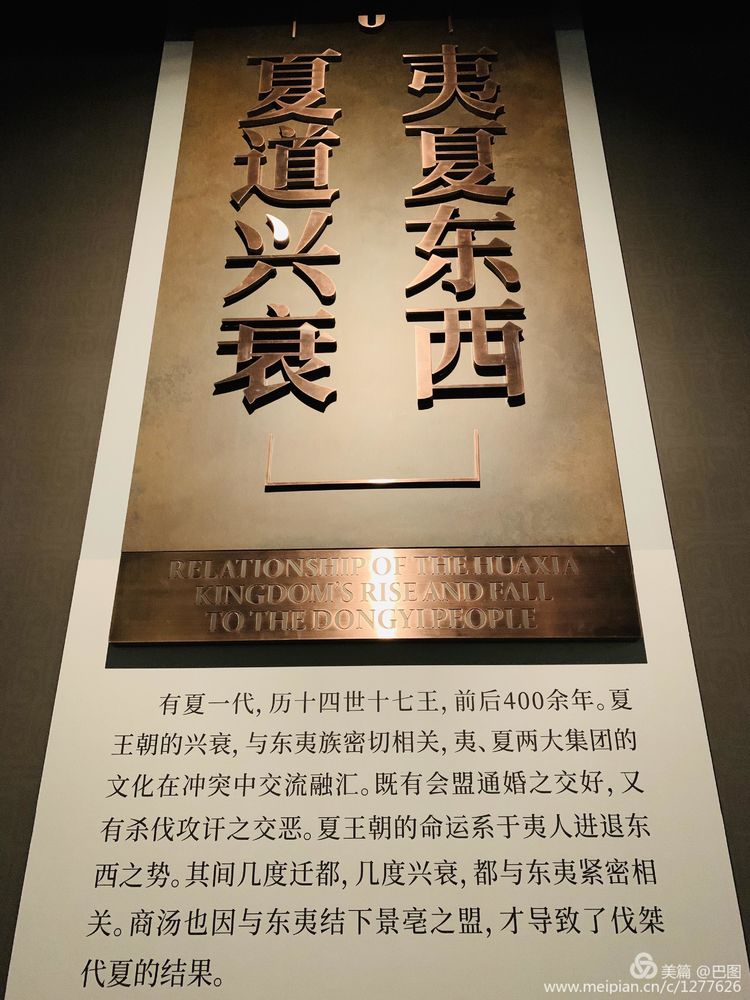 夷夏东西
夏道兴衰
RELATIONSHIP OF THE HUAXIA
KINGDOM'S RISE AND FALL
TO THE DONGYI PEOPLE
有夏一代,历十四世十七王,前后400余年。夏
王朝的兴衰,与东夷族密切相关,夷、夏两大集团的
文化在冲突中交流融汇。既有会盟通婚之交好,又
有杀伐攻讦之交恶。夏王朝的命运系于夷人进退东
西之势。其间几度迁都,几度兴衰,都与东夷紧密相
关。商汤也因与东夷结下景亳之盟,才导致了伐桀
代夏的结果。
美篇 @巴图
www.meipian.cn/c/1277626